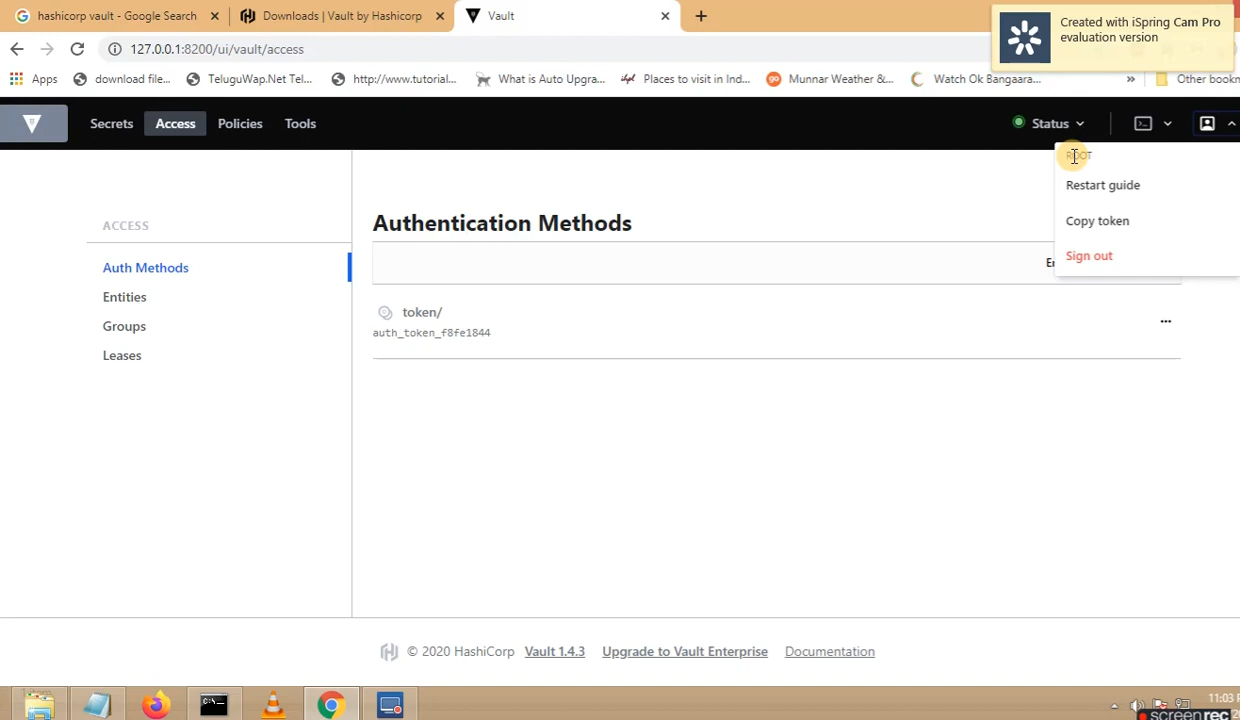 hashicorp vault - Google Search
Downloads | Vault by Hashicorp
Vault
Created with iSpring Cam Pro
evaluation version
127.0.0.1:8200/ui/vault/access
Apps
download file...
TeluguWap.Net Tel...
http://www.tutorial...
What is Auto Upgra...
Places to visit in Ind...
go
Munnar Weather &...
Watch Ok Bangaara...
»
Other bookm
Secrets
Access
Policies
Tools
Status
ROOT
Restart guide
Copy token
Sign out
ACCESS
Auth Methods
Entities
Groups
Leases
Authentication Methods
token/
auth_token_f8fe1844
© 2020 HashiCorp
Vault 1.4.3
Upgrade to Vault Enterprise
Documentation
C:\.
11:03
screenrec